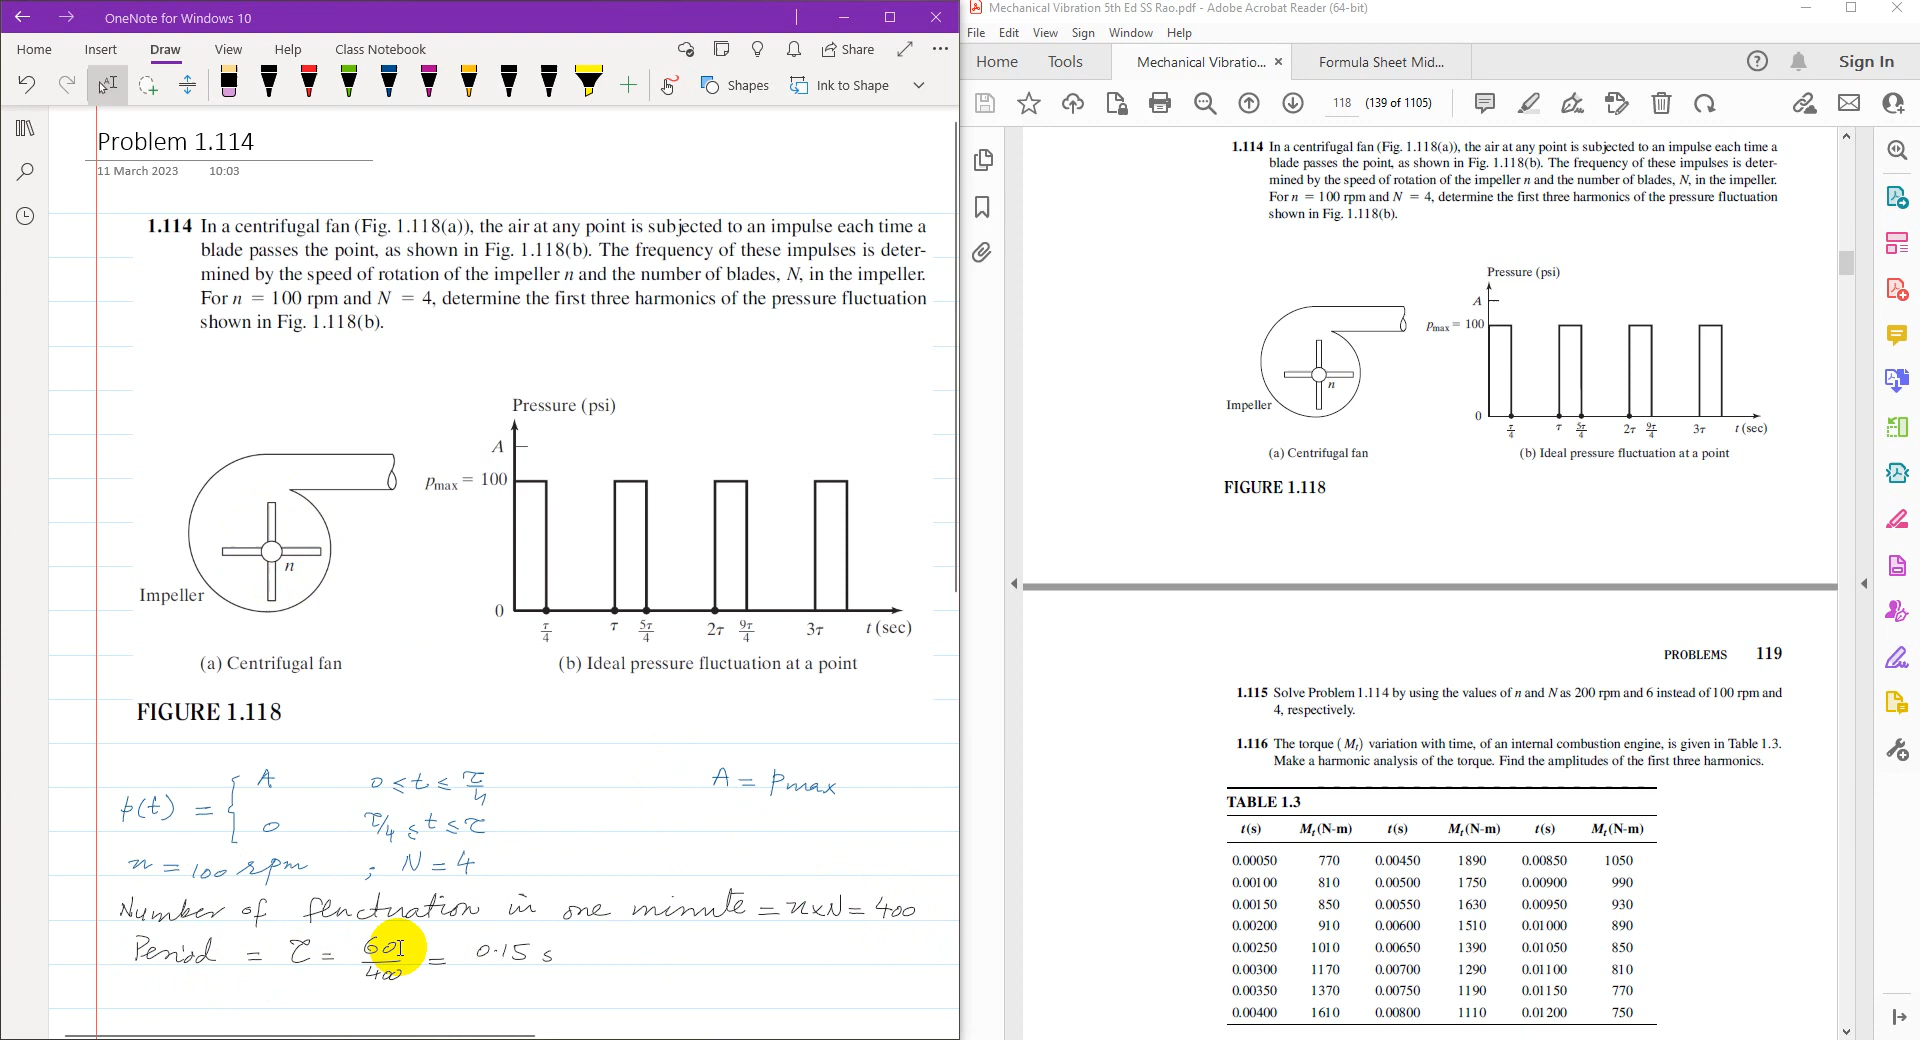 OneNote for Windows 10
Home Insert Draw View Help Class Notebook Share
Shapes Ink to Shape
Problem 1.114
11 March 2023 10:03
1.114 In a centrifugal fan (Fig. 1.118(a)), the air at any point is subjected to an impulse each time a
blade passes the point, as shown in Fig. 1.118(b). The frequency of these impulses is deter-
mined by the speed of rotation of the impeller n and the number of blades, N, in the impeller.
For n = 100 rpm and N = 4, determine the first three harmonics of the pressure fluctuation
shown in Fig. 1.118(b).
Pressure (psi)
A
Pmax = 100
n
Impeller
0
τ/4 τ 5τ/4 2τ 9τ/4 3τ t (sec)
(a) Centrifugal fan (b) Ideal pressure fluctuation at a point
FIGURE 1.118
p(t) = { A 0 ≤ t ≤ τ/4 A = pmax
0 τ/4 ≤ t ≤ τ
n = 100 rpm ; N = 4
Number of fluctuation in one minute = n×N = 400
Period = τ = 60/400 = 0.15 s
Mechanical Vibration 5th Ed SS Rao.pdf - Adobe Acrobat Reader (64-bit)
File Edit View Sign Window Help
Home Tools Mechanical Vibratio... × Formula Sheet Mid... Sign In
118 (139 of 1105)
1.114 In a centrifugal fan (Fig. 1.118(a)), the air at any point is subjected to an impulse each time a
blade passes the point, as shown in Fig. 1.118(b). The frequency of these impulses is deter-
mined by the speed of rotation of the impeller n and the number of blades, N, in the impeller.
For n = 100 rpm and N = 4, determine the first three harmonics of the pressure fluctuation
shown in Fig. 1.118(b).
Pressure (psi)
A
Pmax = 100
n
Impeller
0
τ/4 τ 5τ/4 2τ 9τ/4 3τ t (sec)
(a) Centrifugal fan (b) Ideal pressure fluctuation at a point
FIGURE 1.118
PROBLEMS 119
1.115 Solve Problem 1.114 by using the values of n and N as 200 rpm and 6 instead of 100 rpm and
4, respectively.
1.116 The torque (Mt) variation with time, of an internal combustion engine, is given in Table 1.3.
Make a harmonic analysis of the torque. Find the amplitudes of the first three harmonics.
TABLE 1.3
t(s) Mt(N-m) t(s) Mt(N-m) t(s) Mt(N-m)
0.00050 770 0.00450 1890 0.00850 1050
0.00100 810 0.00500 1750 0.00900 990
0.00150 850 0.00550 1630 0.00950 930
0.00200 910 0.00600 1510 0.01000 890
0.00250 1010 0.00650 1390 0.01050 850
0.00300 1170 0.00700 1290 0.01100 810
0.00350 1370 0.00750 1190 0.01150 770
0.00400 1610 0.00800 1110 0.01200 750